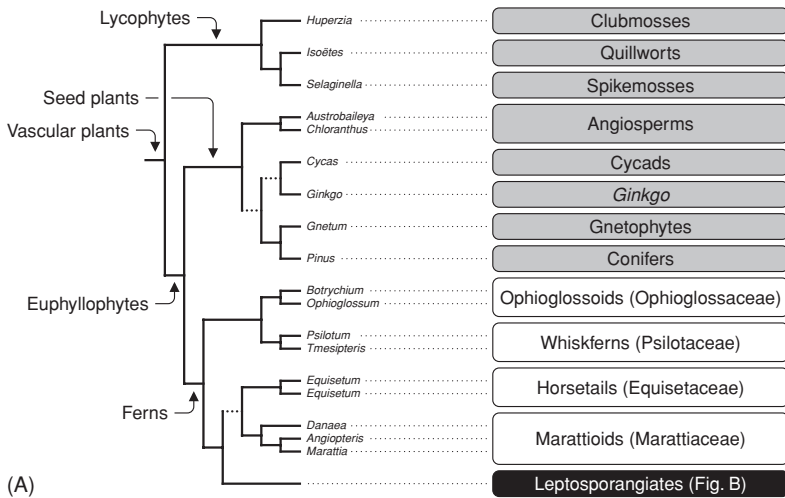 Lycophytes
Huperzia
Clubmosses
Isoëtes
Quillworts
Selaginella
Spikemosses
Seed plants
Austrobaileya
Chloranthus
Angiosperms
Vascular plants
Cycas
Cycads
Ginkgo
Ginkgo
Gnetum
Gnetophytes
Pinus
Conifers
Euphyllophytes
Botrychium
Ophioglossum
Ophioglossoids (Ophioglossaceae)
Psilotum
Tmesipteris
Whiskferns (Psilotaceae)
Equisetum
Equisetum
Horsetails (Equisetaceae)
Ferns
Danaea
Angiopteris
Marattia
Marattioids (Marattiaceae)
(A)
Leptosporangiates (Fig. B)